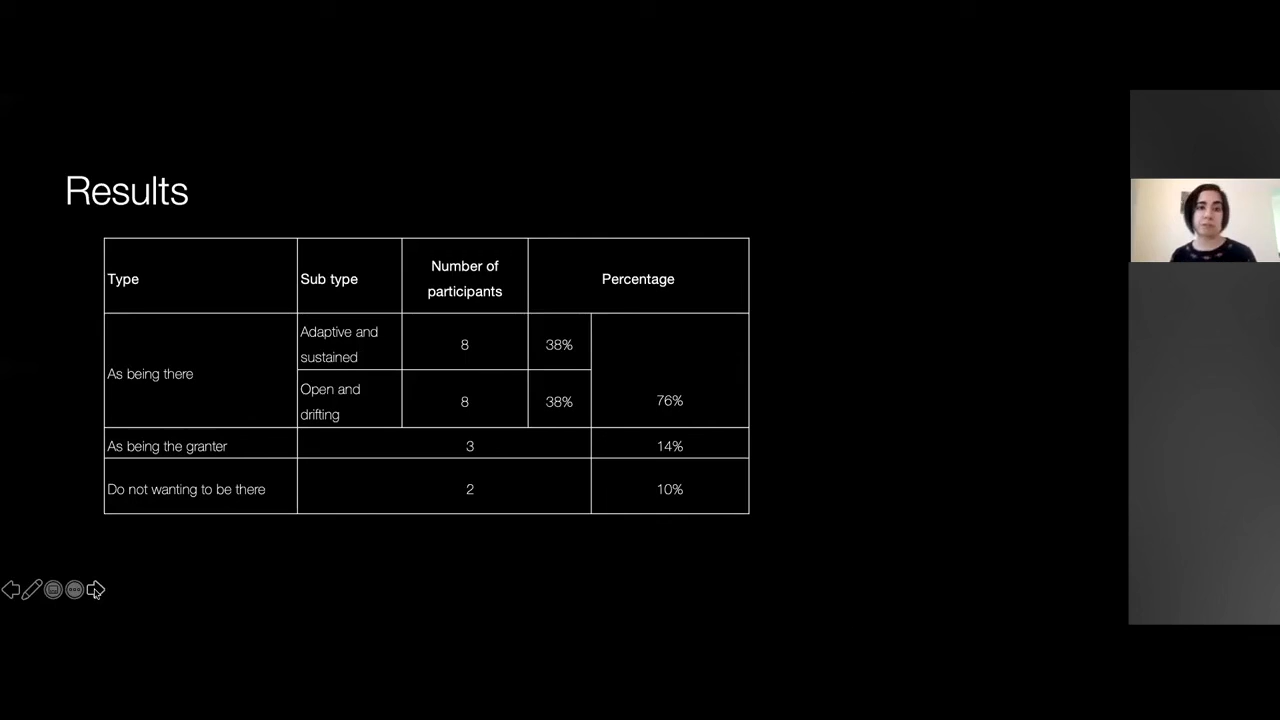 Results
Type
Sub type
Number of
participants
Percentage
As being there
Adaptive and
sustained
8
38%
Open and
drifting
8
38%
76%
As being the granter
3
14%
Do not wanting to be there
2
10%